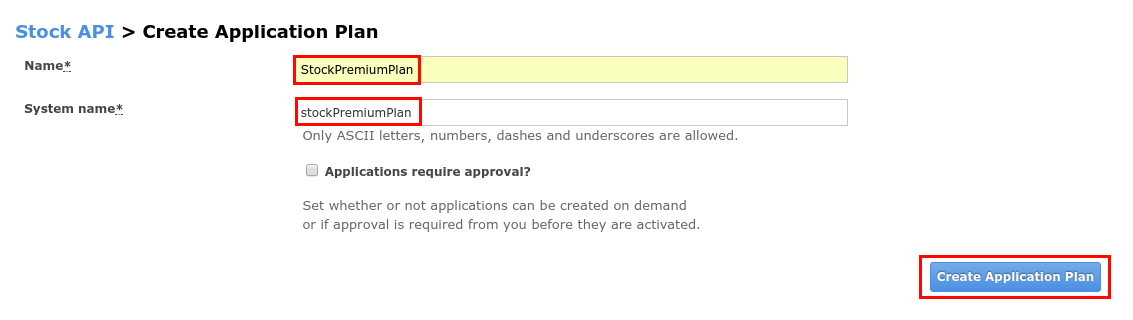 Stock API > Create Application Plan
Name*
StockPremiumPlan
System name*
stockPremiumPlan
Only ASCII letters, numbers, dashes and underscores are allowed.
Applications require approval?
Set whether or not applications can be created on demand
or if approval is required from you before they are activated.
Create Application Plan